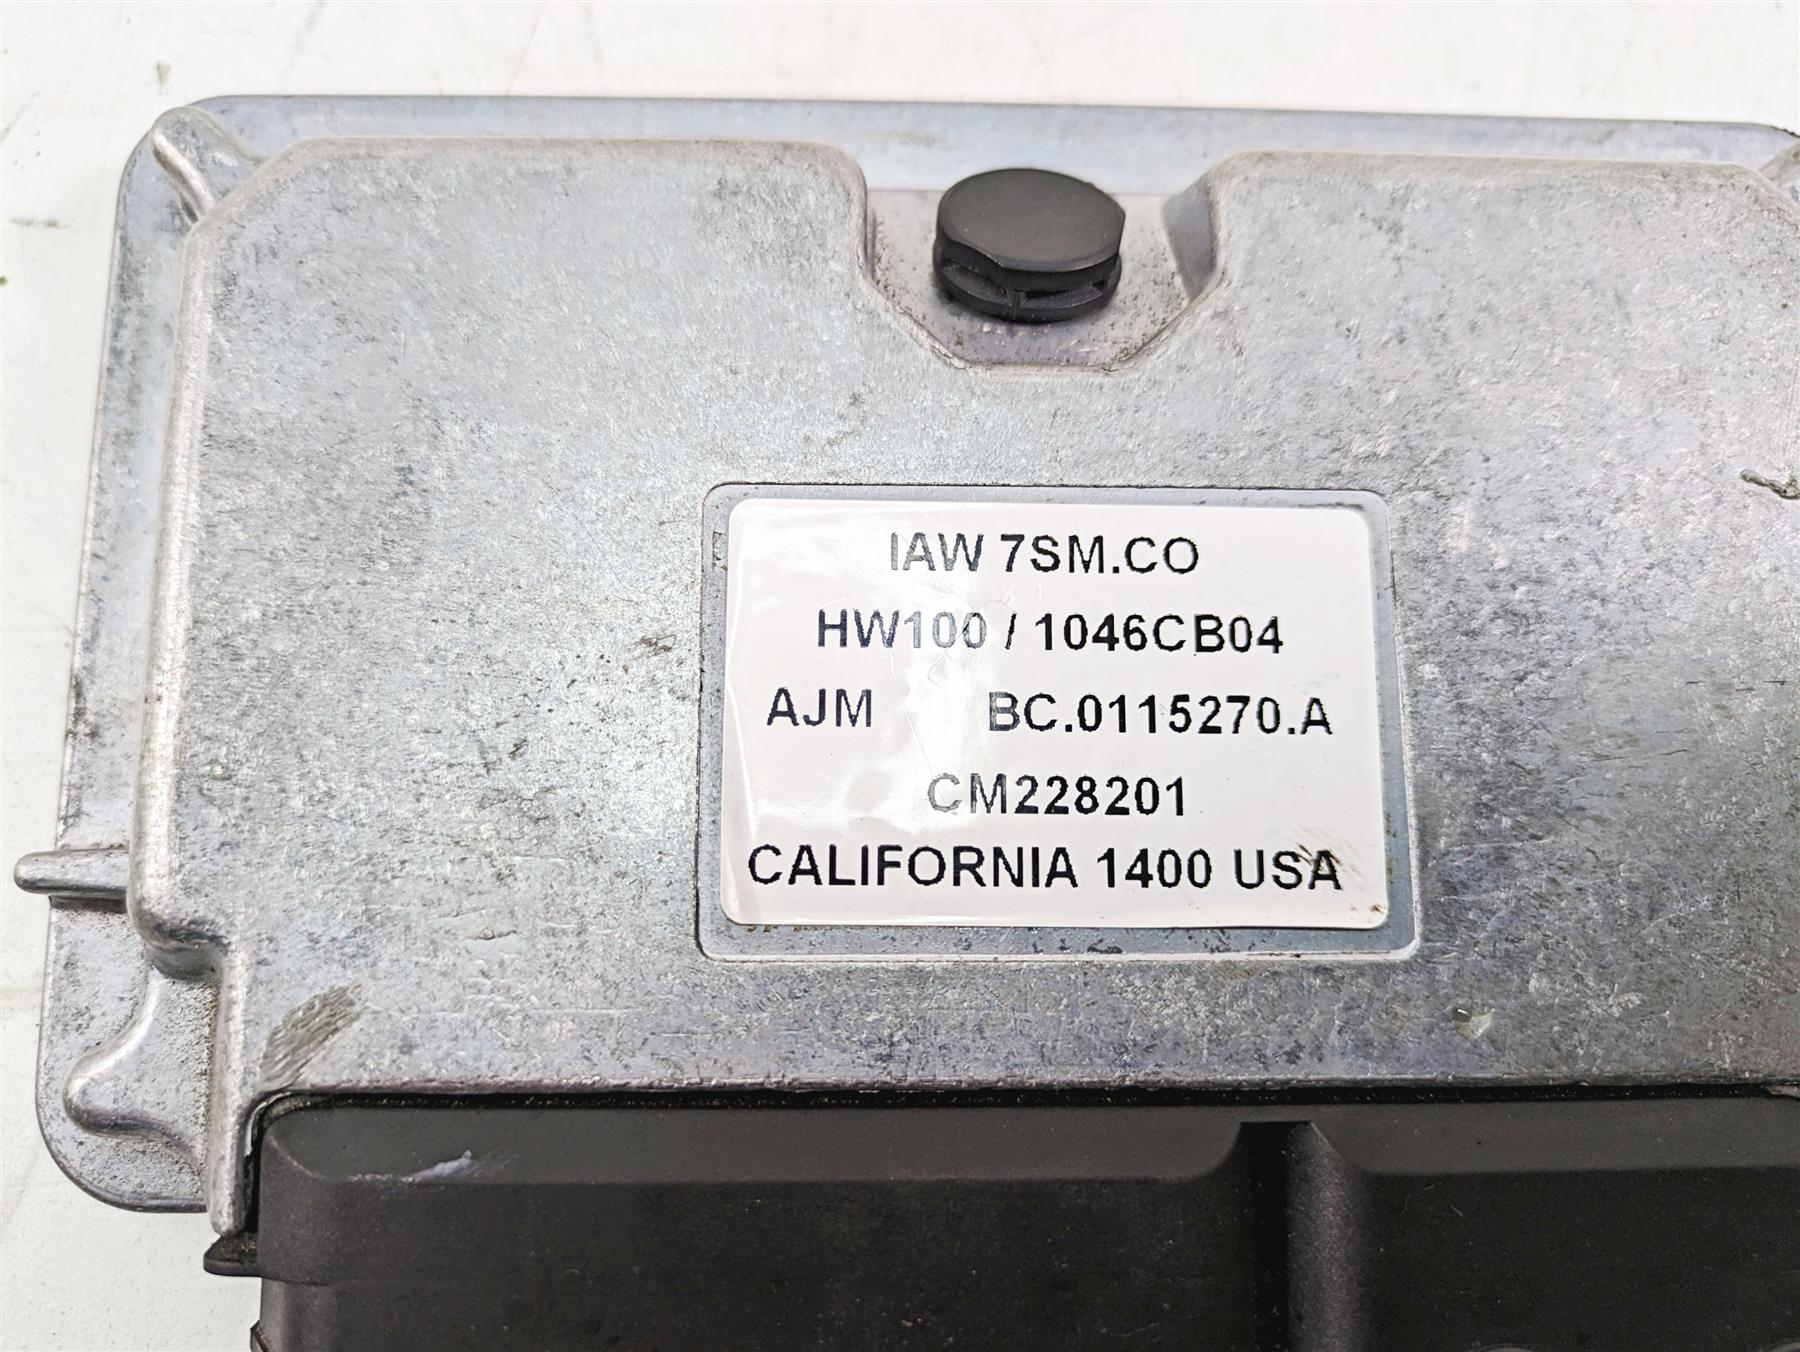 IAW 7SM.CO
HW100 / 1046CB04
AJM BC.0115270.A
CM228201
CALIFORNIA 1400 USA